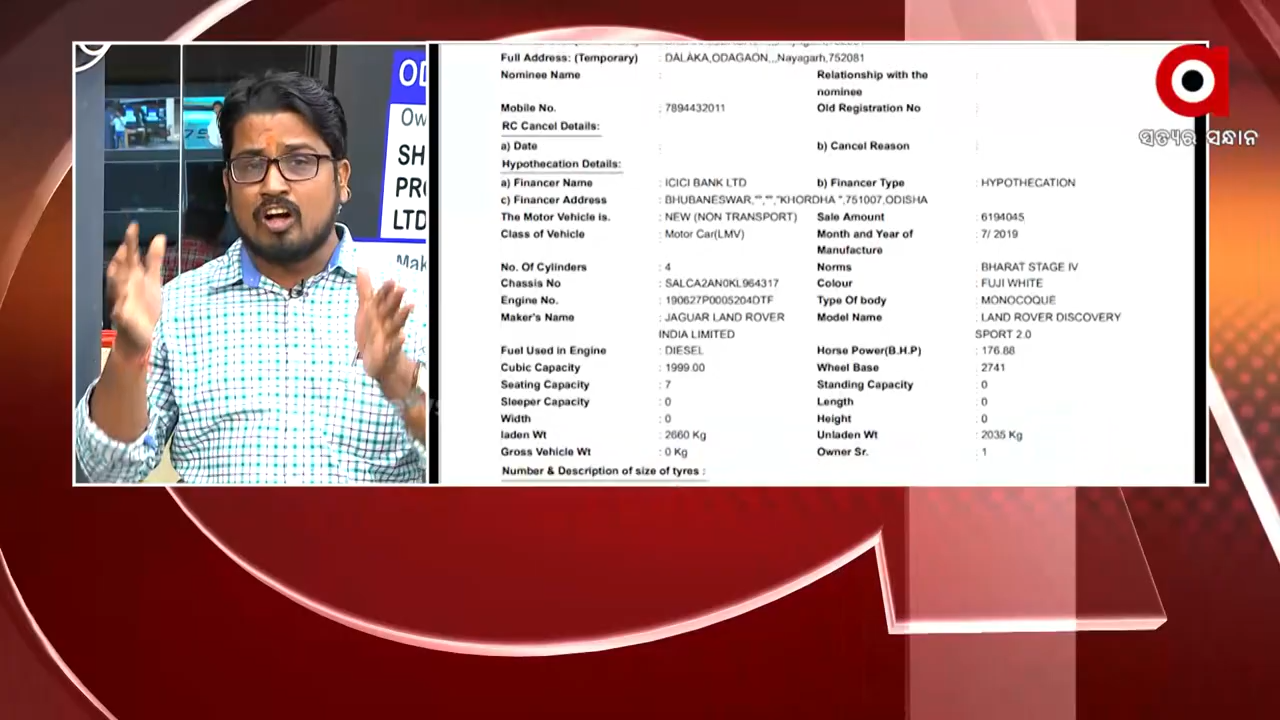 Full Address: (Temporary) : DALAKA,ODAGAON,,,Nayagarh,752081
Nominee Name : Relationship with the nominee :
Mobile No. : 7894432011 Old Registration No :
RC Cancel Details:
a) Date : b) Cancel Reason :
Hypothecation Details:
a) Financer Name : ICICI BANK LTD b) Financer Type : HYPOTHECATION
c) Financer Address : BHUBANESWAR,"","","KHORDHA ",751007,ODISHA
The Motor Vehicle is. : NEW (NON TRANSPORT) Sale Amount : 6194045
Class of Vehicle : Motor Car(LMV) Month and Year of Manufacture : 7/ 2019
No. Of Cylinders : 4 Norms : BHARAT STAGE IV
Chassis No : SALCA2AN0KL964317 Colour : FUJI WHITE
Engine No. : 190627P0005204DTF Type Of body : MONOCOQUE
Maker's Name : JAGUAR LAND ROVER INDIA LIMITED Model Name : LAND ROVER DISCOVERY SPORT 2.0
Fuel Used in Engine : DIESEL Horse Power(B.H.P) : 176.88
Cubic Capacity : 1999.00 Wheel Base : 2741
Seating Capacity : 7 Standing Capacity : 0
Sleeper Capacity : 0 Length : 0
Width : 0 Height : 0
laden Wt : 2660 Kg Unladen Wt : 2035 Kg
Gross Vehicle Wt : 0 Kg Owner Sr. : 1
Number & Description of size of tyres :
OD
Ow
SH
PR
LTD
Mak
ସତ୍ୟର ସନ୍ଧାନ